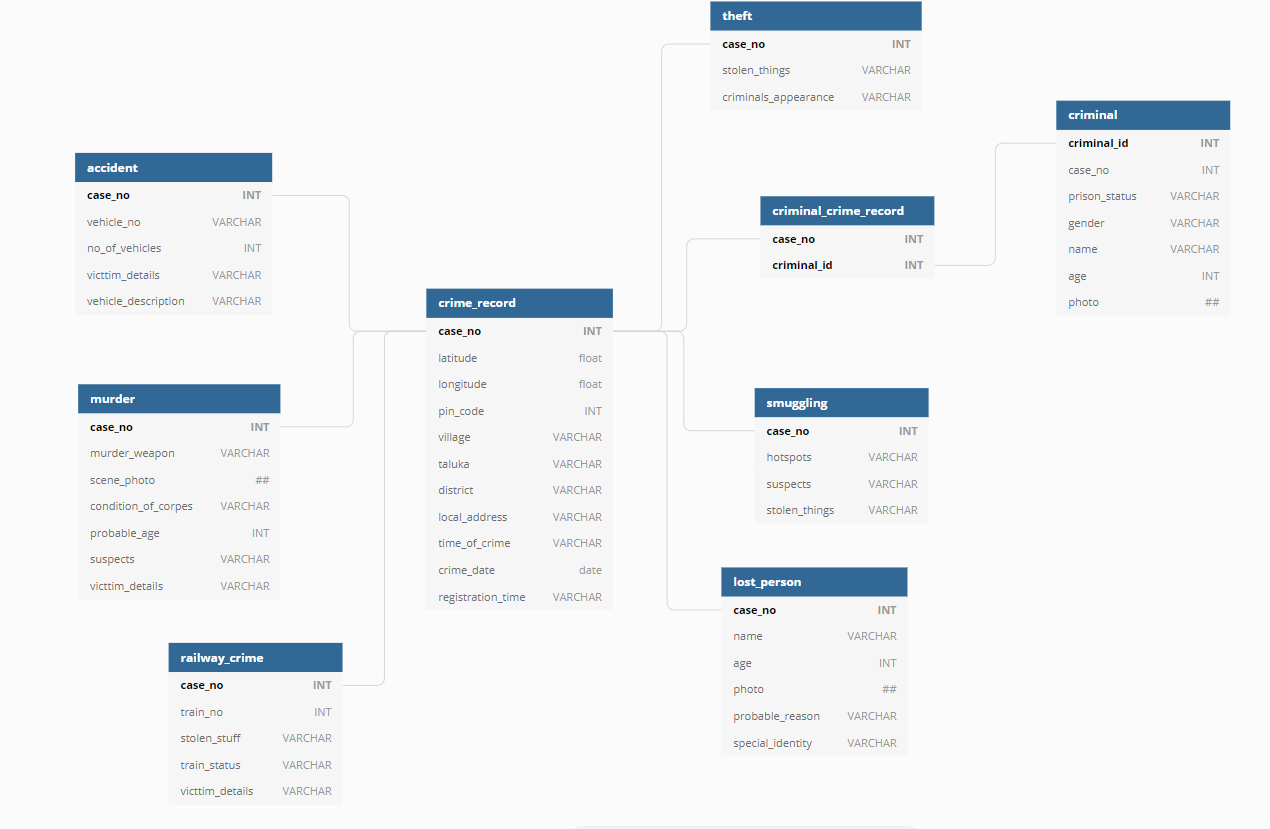 theft
case_no INT
stolen_things VARCHAR
criminals_appearance VARCHAR
criminal
criminal_id INT
case_no INT
prison_status VARCHAR
gender VARCHAR
name VARCHAR
age INT
photo ##
accident
case_no INT
vehicle_no VARCHAR
no_of_vehicles INT
victtim_details VARCHAR
vehicle_description VARCHAR
criminal_crime_record
case_no INT
criminal_id INT
crime_record
case_no INT
latitude float
longitude float
pin_code INT
village VARCHAR
taluka VARCHAR
district VARCHAR
local_address VARCHAR
time_of_crime VARCHAR
crime_date date
registration_time VARCHAR
murder
case_no INT
murder_weapon VARCHAR
scene_photo ##
condition_of_corpes VARCHAR
probable_age INT
suspects VARCHAR
victtim_details VARCHAR
smuggling
case_no INT
hotspots VARCHAR
suspects VARCHAR
stolen_things VARCHAR
lost_person
case_no INT
name VARCHAR
age INT
photo ##
probable_reason VARCHAR
special_identity VARCHAR
railway_crime
case_no INT
train_no INT
stolen_stuff VARCHAR
train_status VARCHAR
victtim_details VARCHAR